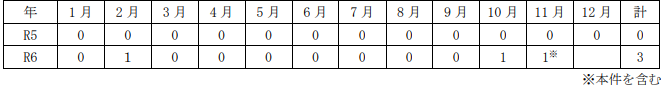 年 1月 2月 3月 4月 5月 6月 7月 8月 9月 10月 11月 12月 計
R5 0 0 0 0 0 0 0 0 0 0 0 0 0
R6 0 1 0 0 0 0 0 0 0 1 1※ 3
※本件を含む